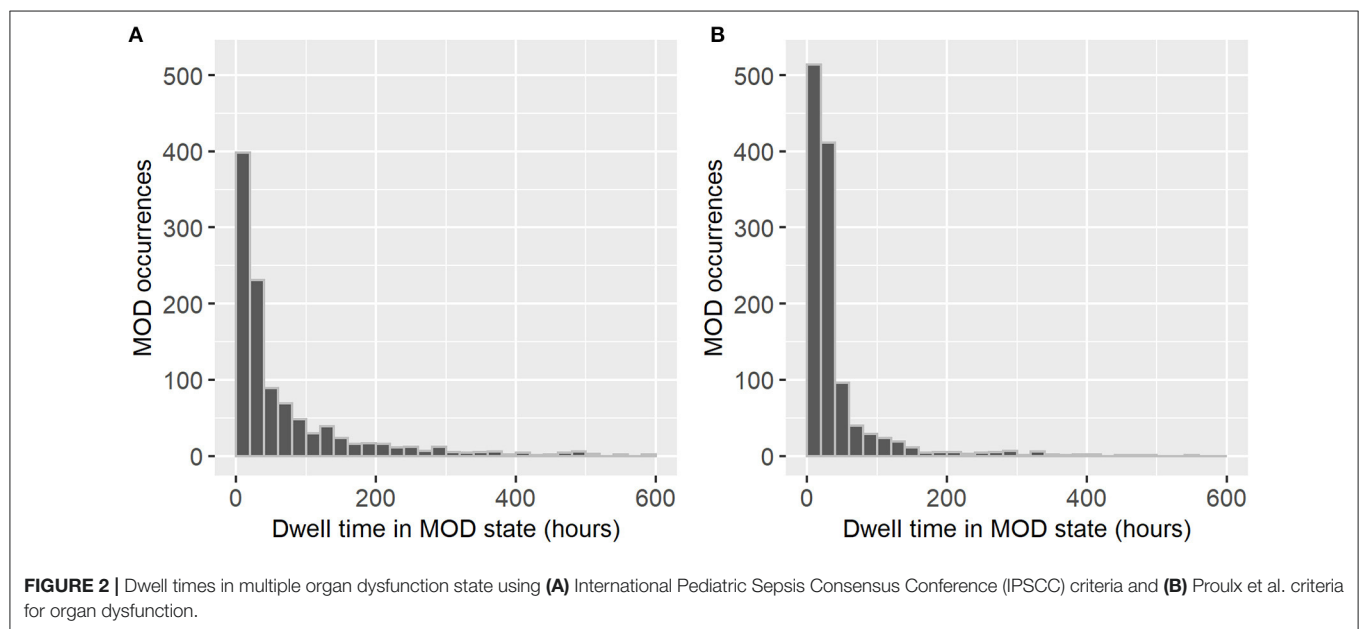 A
B
500
400
300
200
100
0
MOD occurrences
0 200 400 600
Dwell time in MOD state (hours)
500
400
300
200
100
0
MOD occurrences
0 200 400 600
Dwell time in MOD state (hours)
FIGURE 2 | Dwell times in multiple organ dysfunction state using (A) International Pediatric Sepsis Consensus Conference (IPSCC) criteria and (B) Proulx et al. criteria
for organ dysfunction.